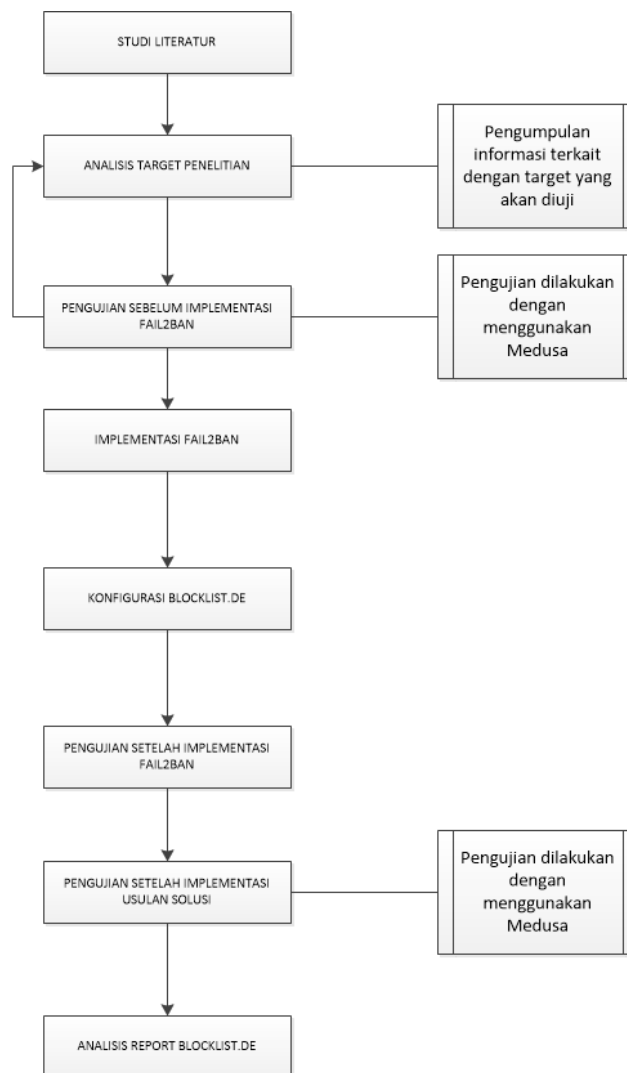 STUDI LITERATUR
ANALISIS TARGET PENELITIAN
Pengumpulan
informasi terkait
dengan target yang
akan diuji
PENGUJIAN SEBELUM IMPLEMENTASI
FAIL2BAN
Pengujian dilakukan
dengan
menggunakan
Medusa
IMPLEMENTASI FAIL2BAN
KONFIGURASI BLOCKLIST.DE
PENGUJIAN SETELAH IMPLEMENTASI
FAIL2BAN
PENGUJIAN SETELAH IMPLEMENTASI
USULAN SOLUSI
Pengujian dilakukan
dengan
menggunakan
Medusa
ANALISIS REPORT BLOCKLIST.DE